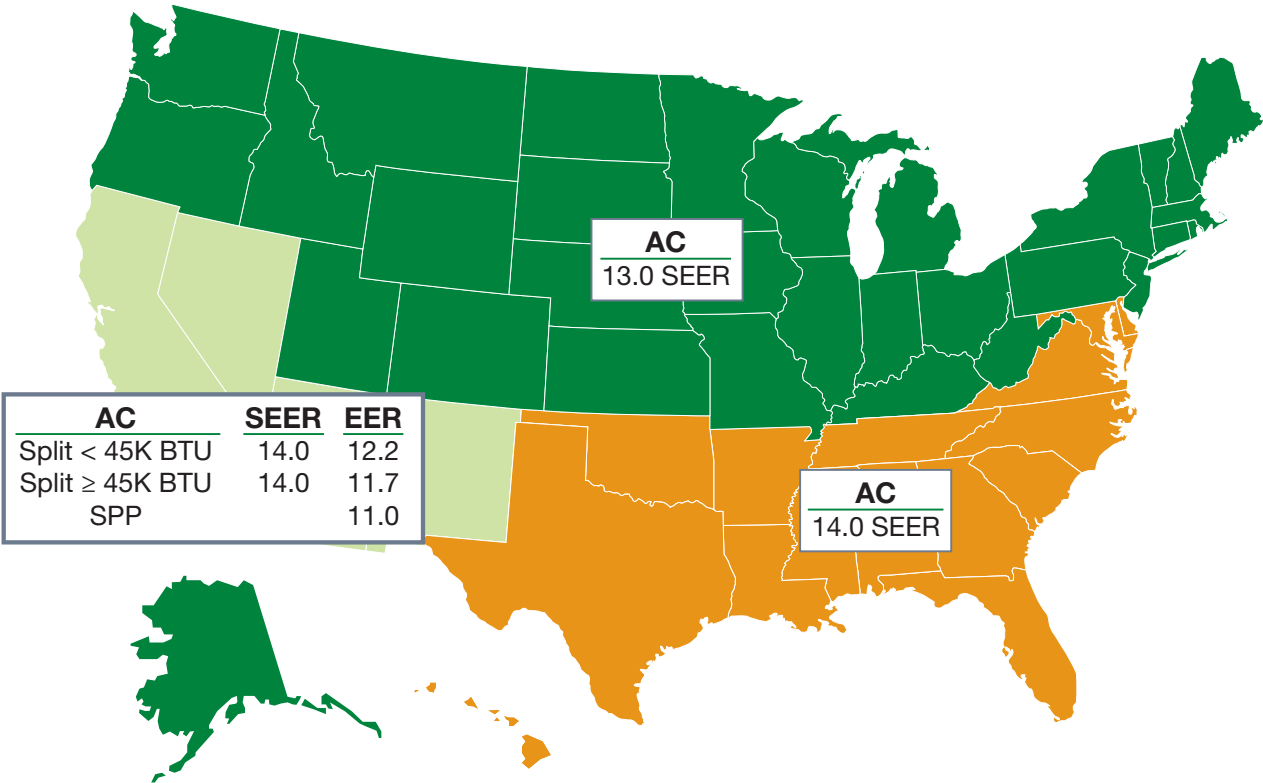 AC
13.0 SEER
AC SEER EER
Split < 45K BTU 14.0 12.2
Split ≥ 45K BTU 14.0 11.7
SPP 11.0
AC
14.0 SEER